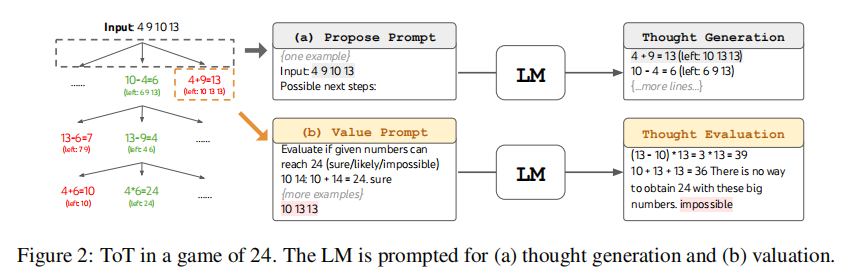 Input: 4 9 10 13
......
10-4=6
(left: 6 9 13)
4+9=13
(left: 10 13 13)
13-6=7
(left: 7 9)
13-9=4
(left: 4 6)
......
4+6=10
(left: 10)
4*6=24
(left: 24)
......
(a) Propose Prompt
{one example}
Input: 4 9 10 13
Possible next steps:
LM
Thought Generation
4 + 9 = 13 (left: 10 13 13)
10 - 4 = 6 (left: 6 9 13)
{...more lines...}
(b) Value Prompt
Evaluate if given numbers can
reach 24 (sure/likely/impossible)
10 14: 10 + 14 = 24. sure
{more examples}
10 13 13
LM
Thought Evaluation
(13 - 10) * 13 = 3 * 13 = 39
10 + 13 + 13 = 36 There is no way
to obtain 24 with these big
numbers. impossible
Figure 2: ToT in a game of 24. The LM is prompted for (a) thought generation and (b) valuation.